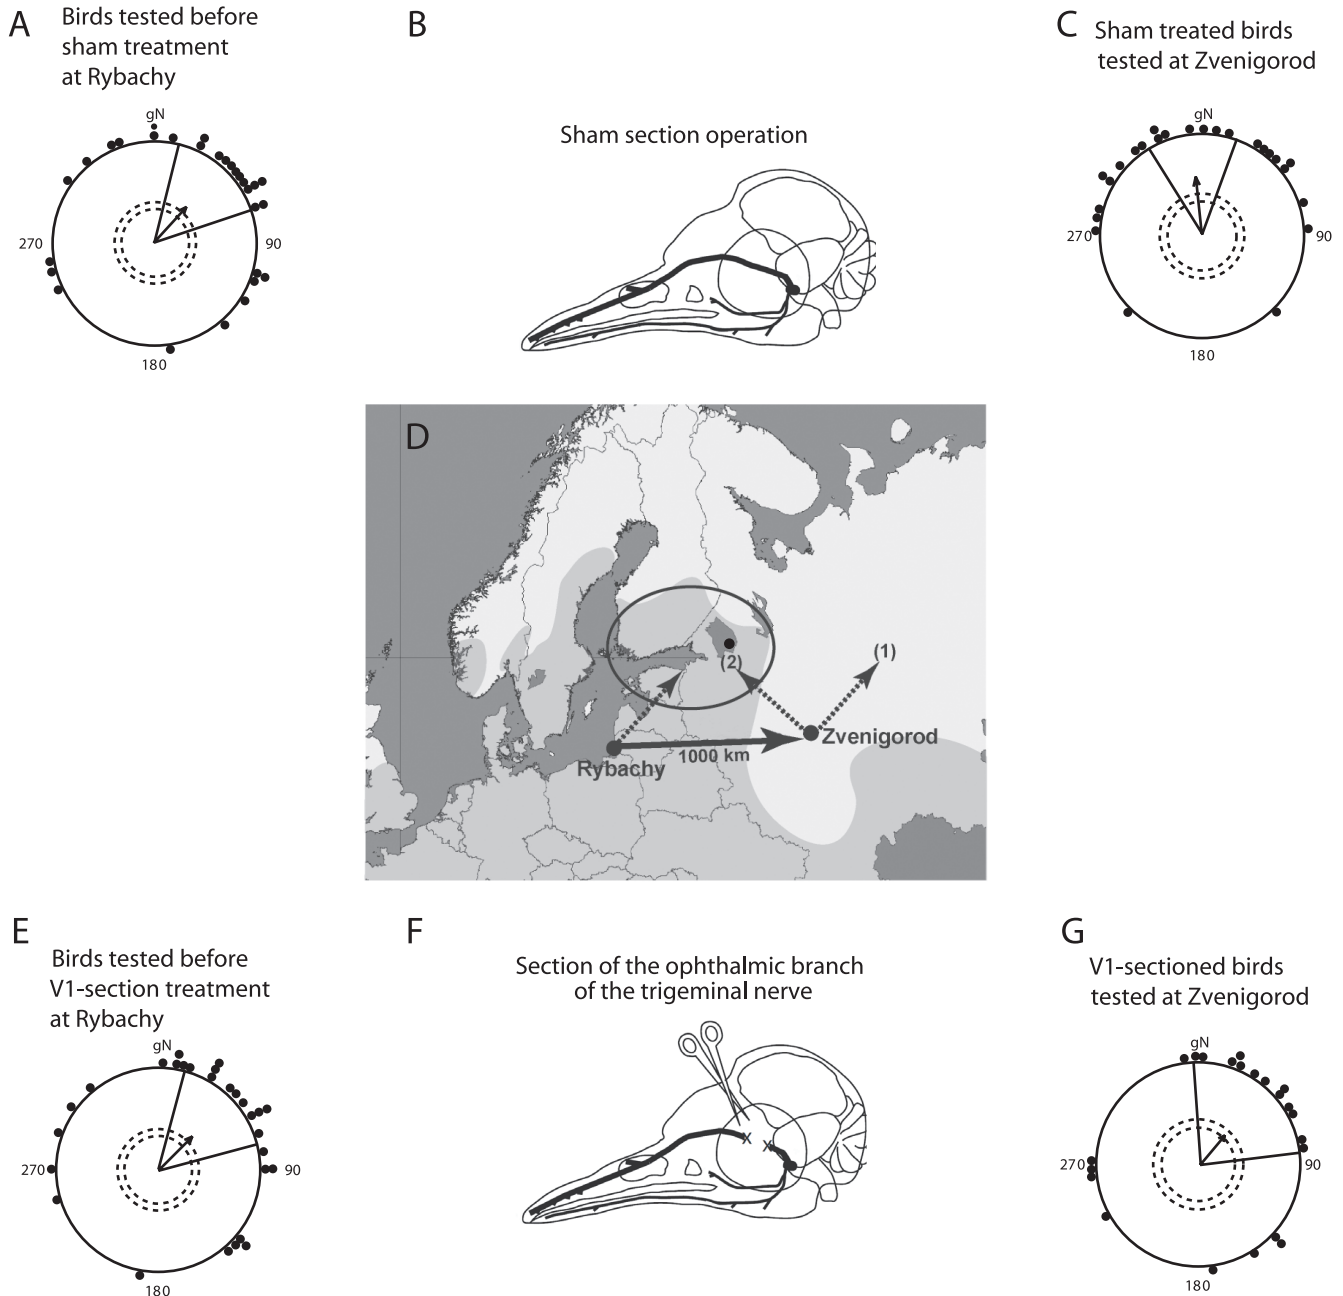 A
Birds tested before
sham treatment
at Rybachy
gN
270
90
180
B
Sham section operation
C
Sham treated birds
tested at Zvenigorod
gN
270
90
180
D
(1)
(2)
Zvenigorod
1000 km
Rybachy
E
Birds tested before
V1-section treatment
at Rybachy
gN
270
90
180
F
Section of the ophthalmic branch
of the trigeminal nerve
X
X
G
V1-sectioned birds
tested at Zvenigorod
gN
270
90
180